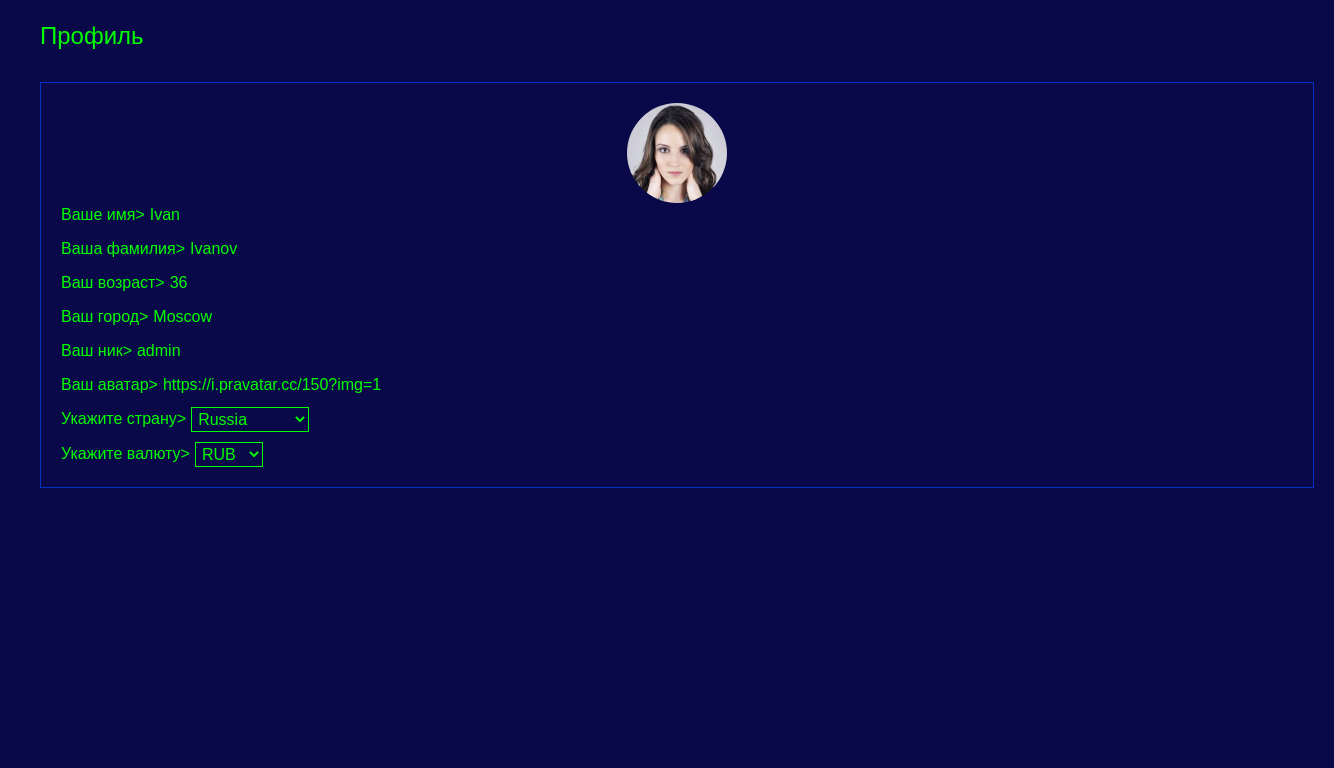 Профиль
Ваше имя> Ivan
Ваша фамилия> Ivanov
Ваш возраст> 36
Ваш город> Moscow
Ваш ник> admin
Ваш аватар> https://i.pravatar.cc/150?img=1
Укажите страну> Russia
Укажите валюту> RUB